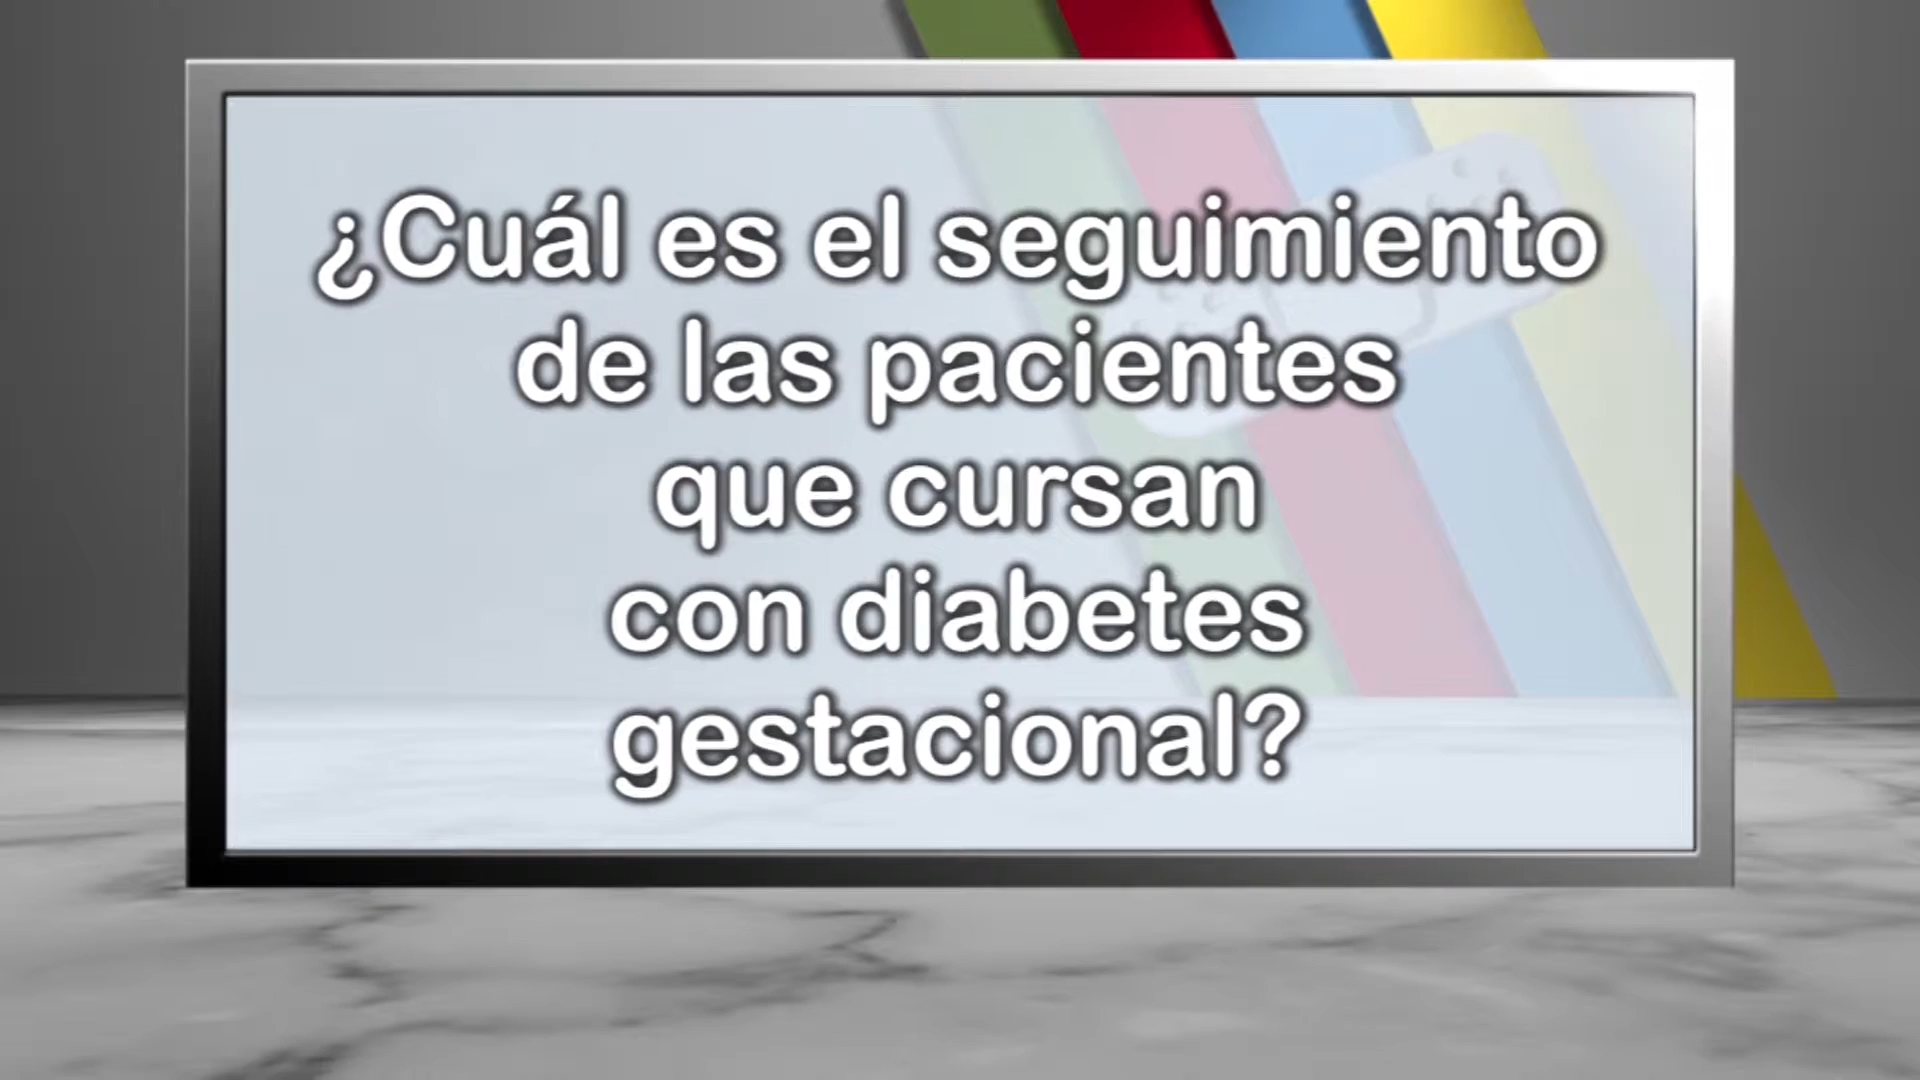 ¿Cuál es el seguimiento
de las pacientes
que cursan
con diabetes
gestacional?